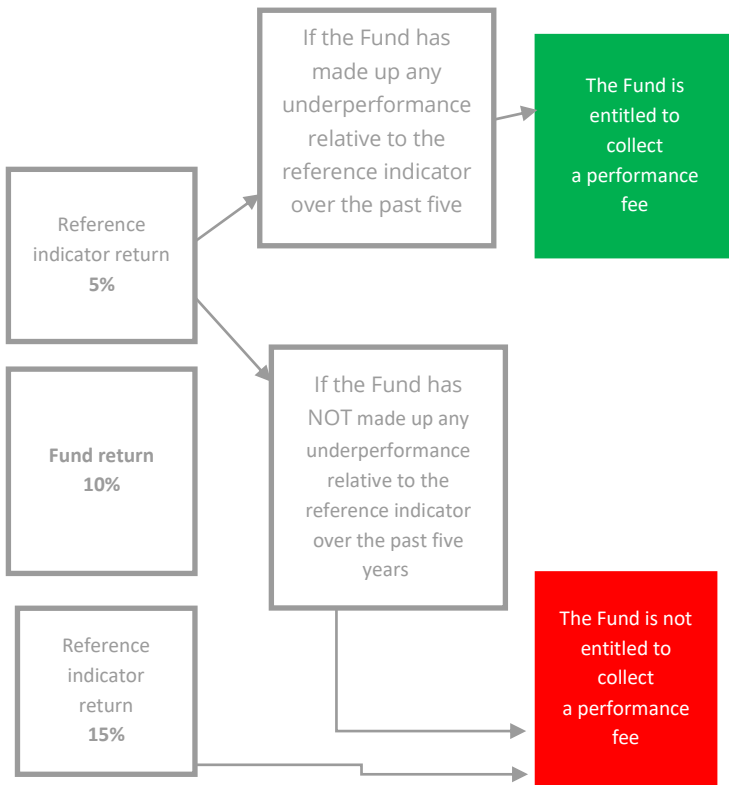 If the Fund has
made up any
underperformance
relative to the
reference indicator
over the past five
The Fund is
entitled to
collect
a performance
fee
Reference
indicator return
5%
Fund return
10%
If the Fund has
NOT made up any
underperformance
relative to the
reference indicator
over the past five
years
Reference
indicator
return
15%
The Fund is not
entitled to
collect
a performance
fee